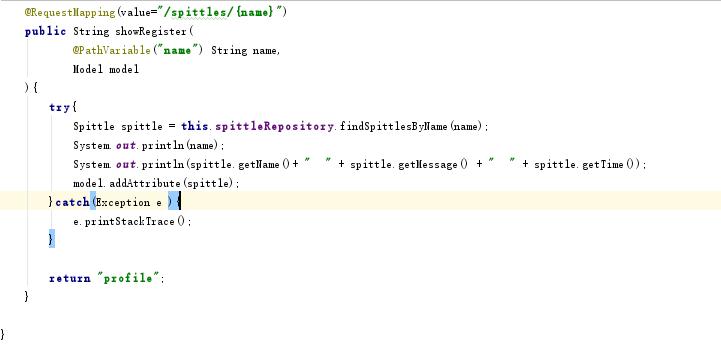 @RequestMapping(value="/spittles/{name}")
public String showRegister(
@PathVariable("name") String name,
Model model
){
try{
Spittle spittle = this.spittleRepository.findSpittlesByName(name);
System.out.println(name);
System.out.println(spittle.getName()+ "  " + spittle.getMessage() + "  " + spittle.getTime());
model.addAttribute(spittle);
}catch(Exception e ){
e.printStackTrace();
}
return "profile";
}
}